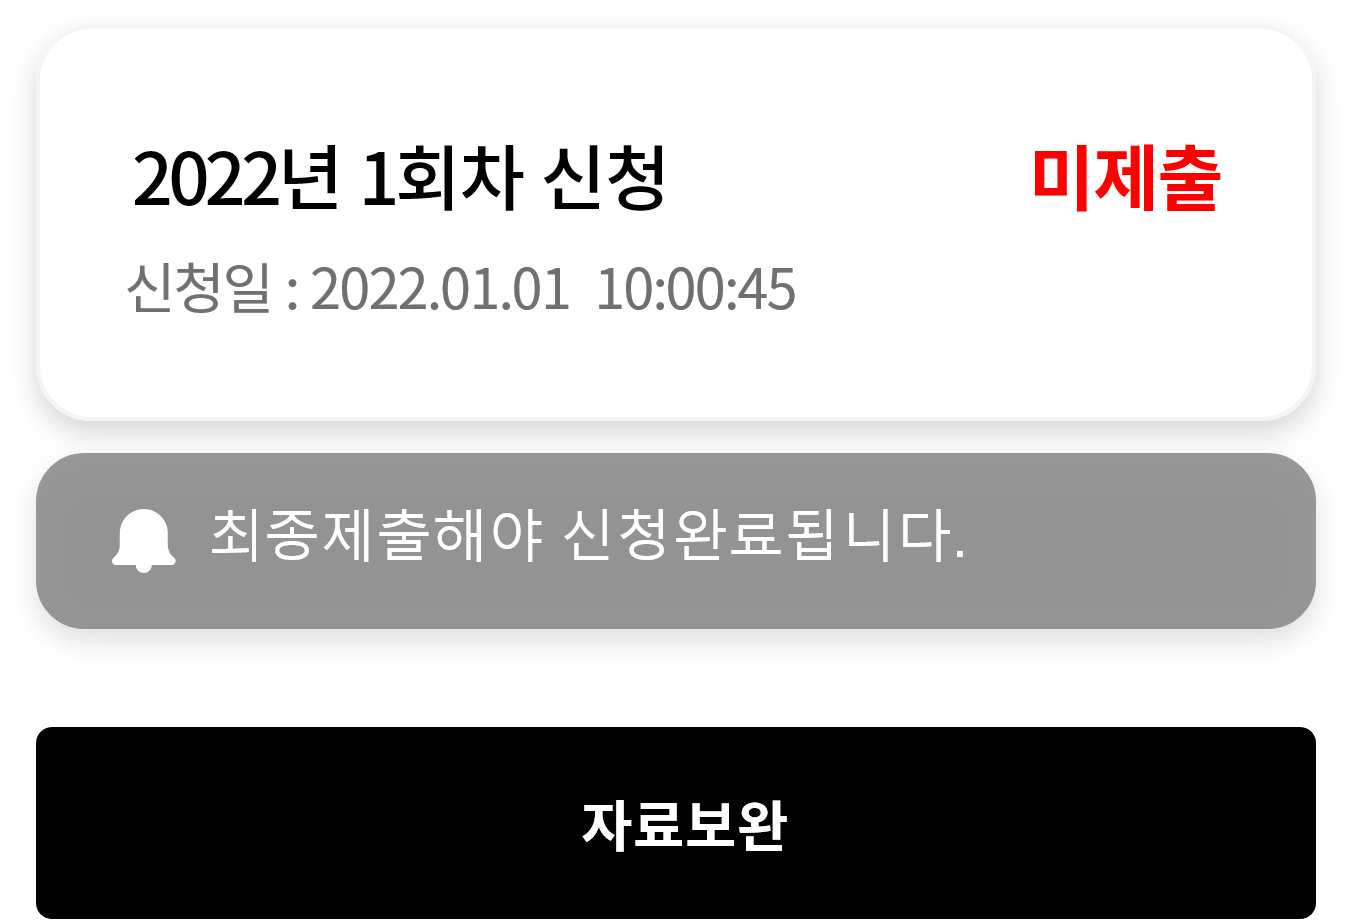 2022년 1회차 신청 미제출
신청일 : 2022.01.01 10:00:45
최종제출해야 신청완료됩니다.
자료보완